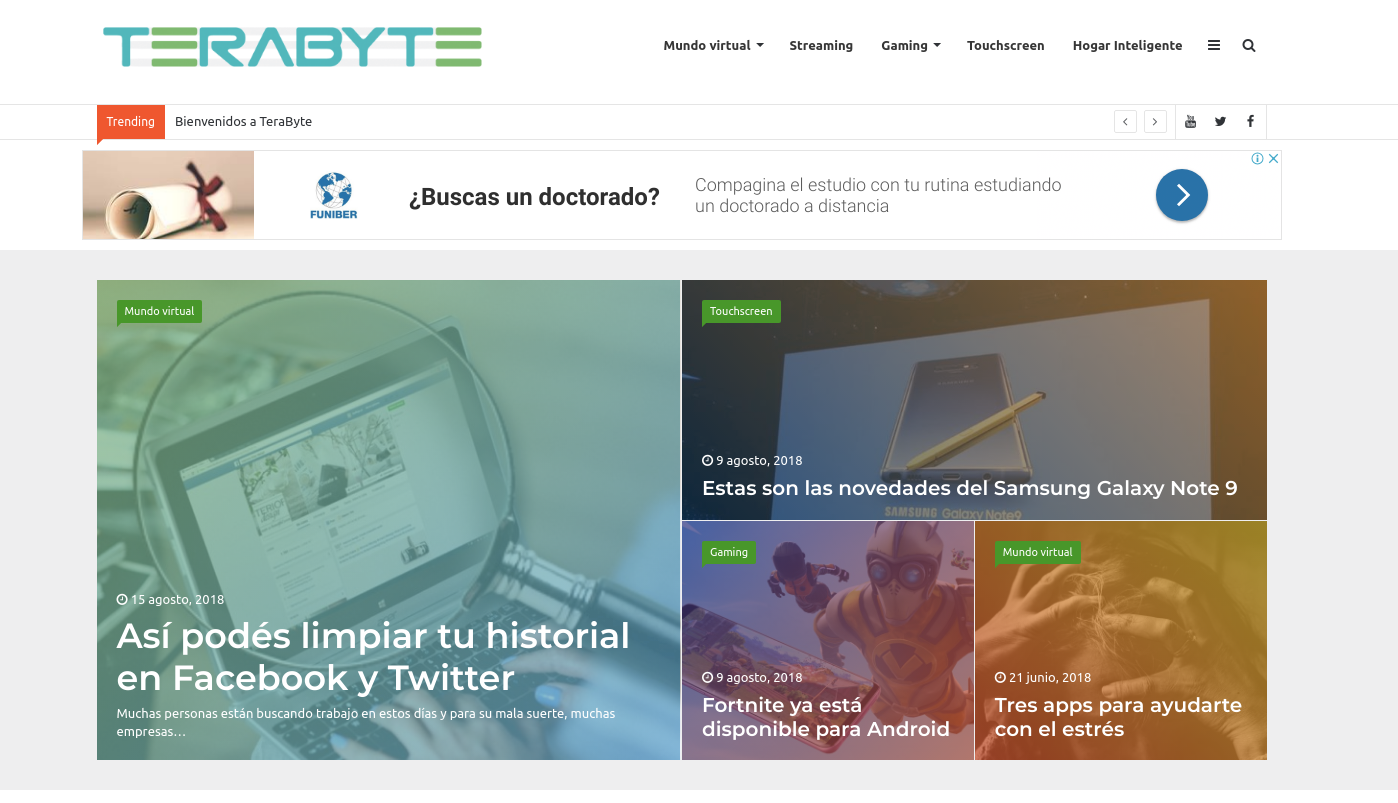 TERABYTE
Mundo virtual
Streaming
Gaming
Touchscreen
Hogar Inteligente
Trending
Bienvenidos a TeraByte
FUNIBER
¿Buscas un doctorado?
Compagina el estudio con tu rutina estudiando
un doctorado a distancia
Mundo virtual
15 agosto, 2018
Así podés limpiar tu historial
en Facebook y Twitter
Muchas personas están buscando trabajo en estos días y para su mala suerte, muchas
empresas…
Touchscreen
SAMSUNG Galaxy Note9
9 agosto, 2018
Estas son las novedades del Samsung Galaxy Note 9
Gaming
9 agosto, 2018
Fortnite ya está
disponible para Android
Mundo virtual
21 junio, 2018
Tres apps para ayudarte
con el estrés